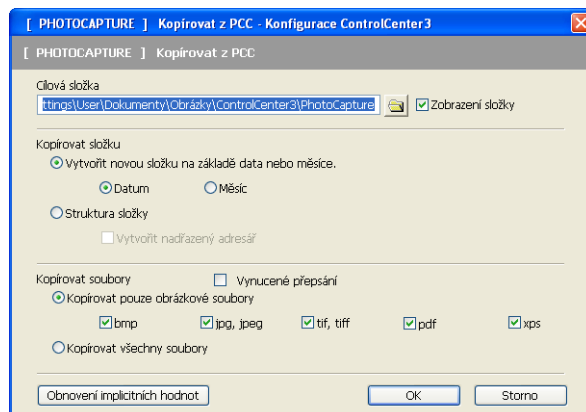 [ PHOTOCAPTURE ] Kopírovat z PCC - Konfigurace ControlCenter3
[ PHOTOCAPTURE ] Kopírovat z PCC
Cílová složka
ttings\User\Dokumenty\Obrázky\ControlCenter3\PhotoCapture Zobrazení složky
Kopírovat složku
Vytvořit novou složku na základě data nebo měsíce.
Datum Měsíc
Struktura složky
Vytvořit nadřazený adresář
Kopírovat soubory Vynucené přepsání
Kopírovat pouze obrázkové soubory
bmp jpg, jpeg tif, tiff pdf xps
Kopírovat všechny soubory
Obnovení implicitních hodnot OK Storno